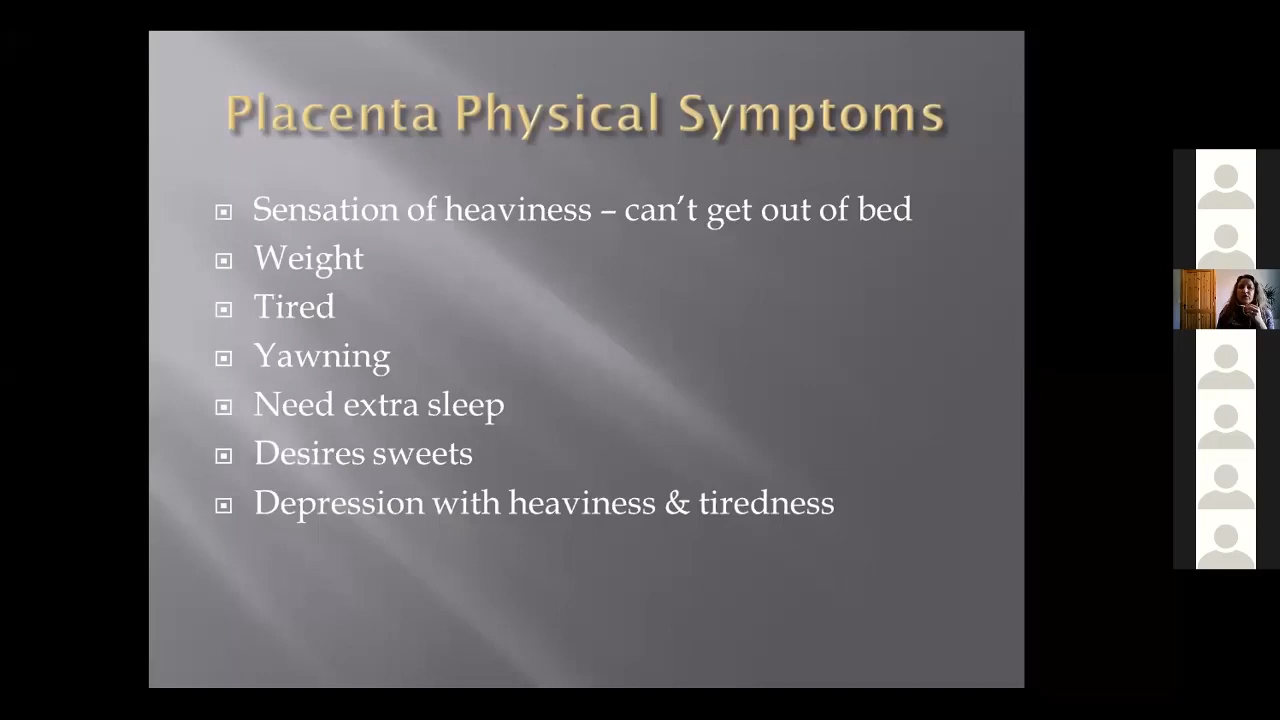 Placenta Physical Symptoms
Sensation of heaviness – can’t get out of bed
Weight
Tired
Yawning
Need extra sleep
Desires sweets
Depression with heaviness & tiredness